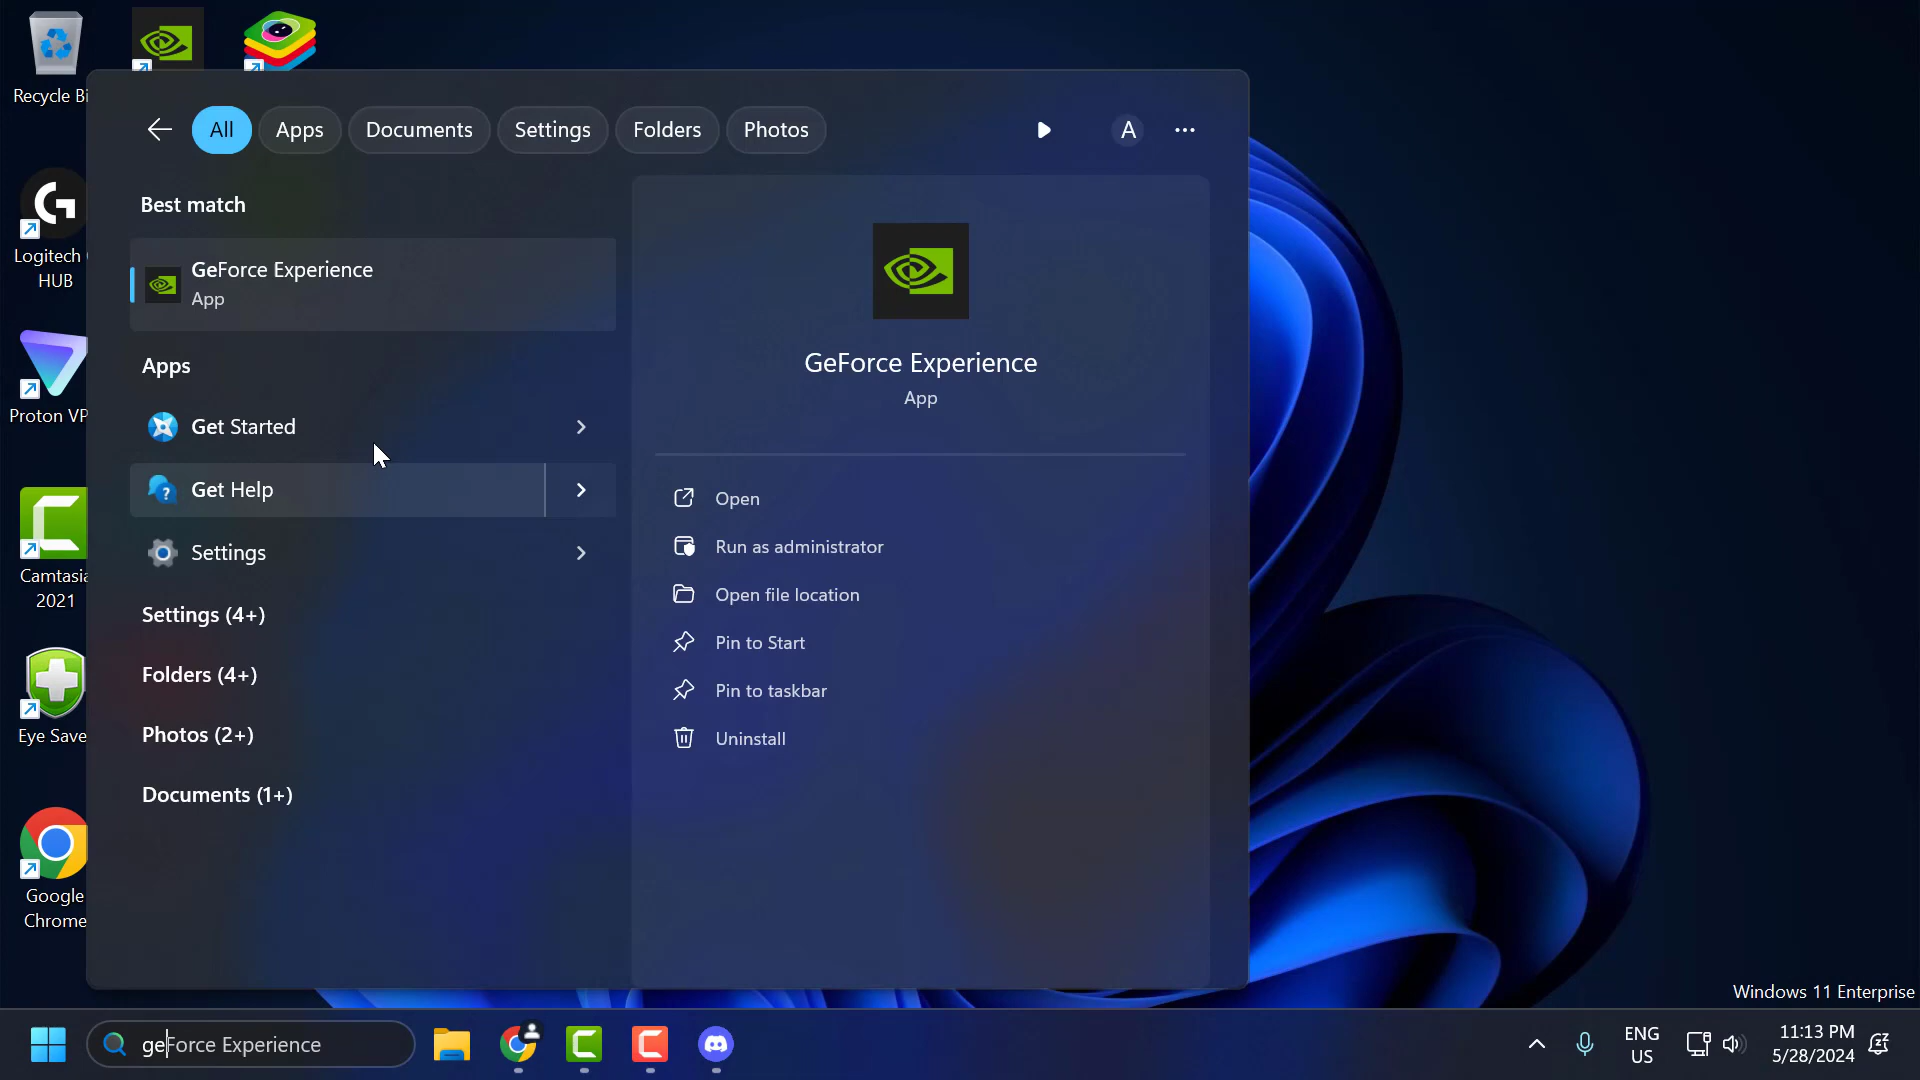 Recycle Bi
All
Apps
Documents
Settings
Folders
Photos
A
Best match
GeForce Experience
App
Apps
Get Started
Get Help
Settings
Settings (4+)
Folders (4+)
Photos (2+)
Documents (1+)
GeForce Experience
App
Open
Run as administrator
Open file location
Pin to Start
Pin to taskbar
Uninstall
Logitech
HUB
Proton VP
Camtasia
2021
Eye Save
Google
Chrome
Windows 11 Enterprise
geForce Experience
ENG
US
11:13 PM
5/28/2024